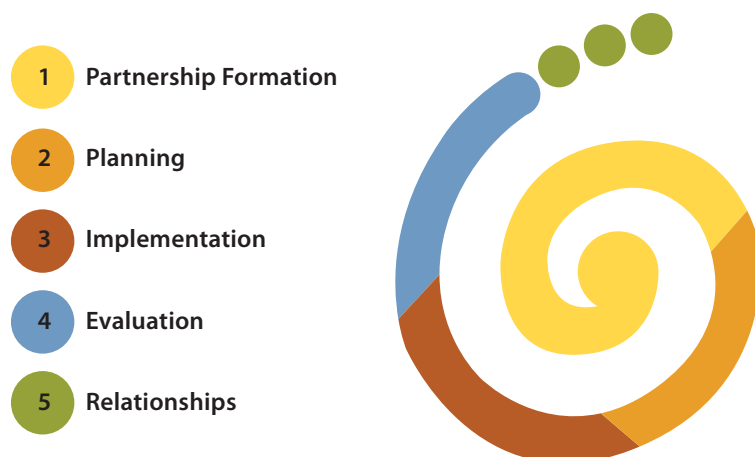 1 Partnership Formation
2 Planning
3 Implementation
4 Evaluation
5 Relationships